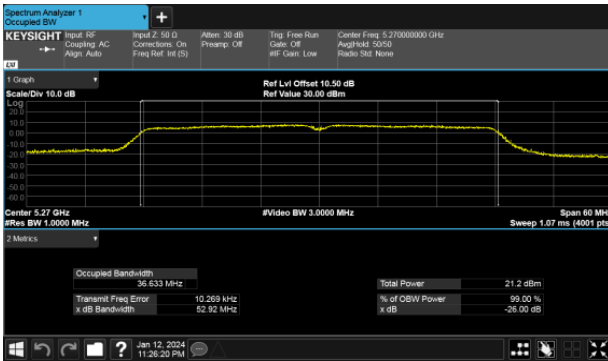 Spectrum Analyzer 1
Occupied BW
KEYSIGHT
Input: RF
Coupling: AC
Align: Auto
Input Z: 50 Ω
Corrections: On
Freq Ref: Int (S)
Atten: 30 dB
Preamp: Off
Trig: Free Run
Gate: Off
#IF Gain: Low
Center Freq: 5.270000000 GHz
Avg|Hold: 50/50
Radio Std: None
LXI
1 Graph
Scale/Div 10.0 dB
Ref Lvl Offset 10.50 dB
Ref Value 30.00 dBm
Log
20.0
10.0
0.00
-10.0
-20.0
-30.0
-40.0
-50.0
-60.0
Center 5.27 GHz
#Res BW 1.0000 MHz
#Video BW 3.0000 MHz
Span 60 MH
Sweep 1.07 ms (4001 pts
2 Metrics
Occupied Bandwidth
36.633 MHz
Transmit Freq Error 10.269 kHz
x dB Bandwidth 52.92 MHz
Total Power 21.2 dBm
% of OBW Power 99.00 %
x dB -26.00 dB
?
Jan 12, 2024
11:26:20 PM